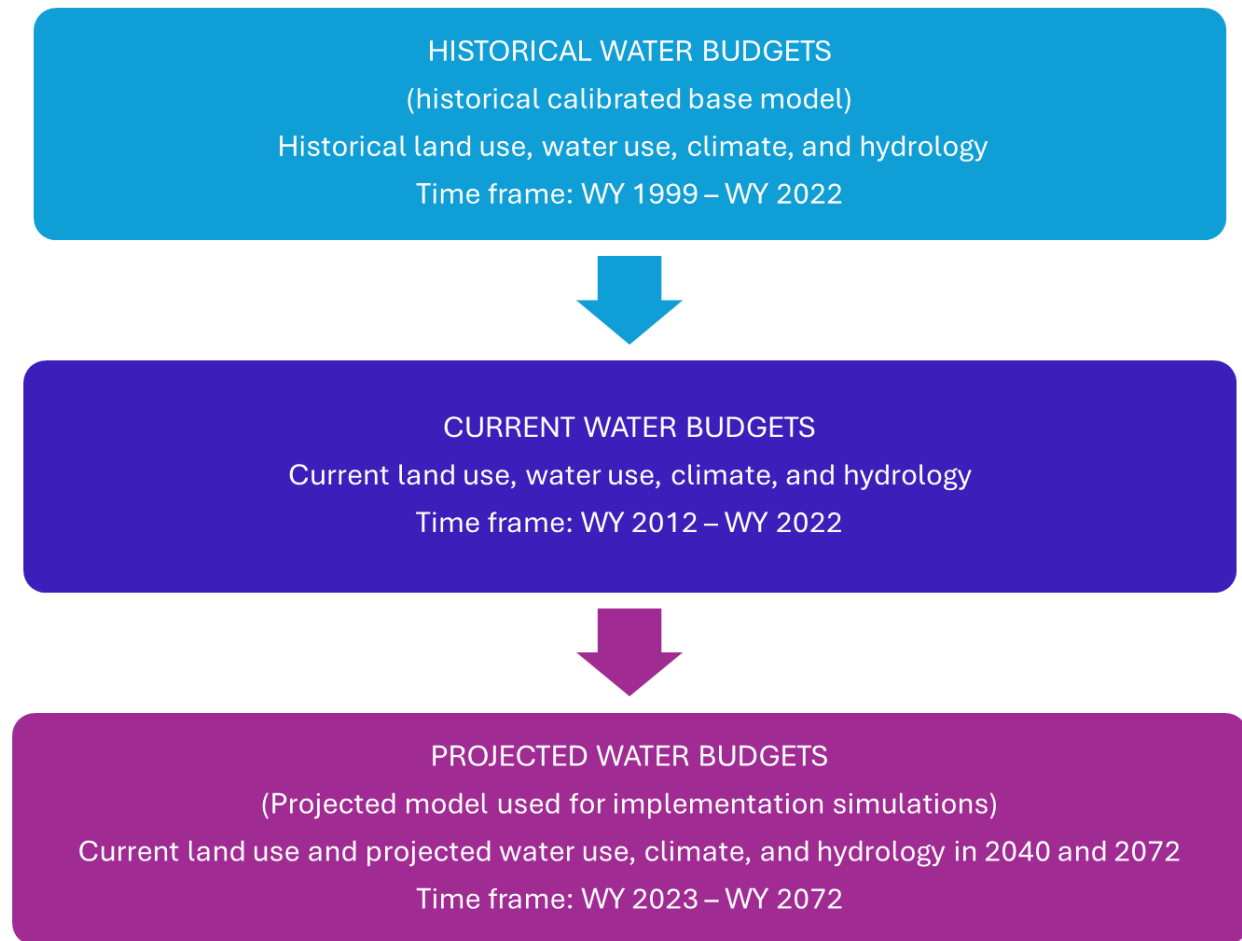 HISTORICAL WATER BUDGETS
(historical calibrated base model)
Historical land use, water use, climate, and hydrology
Time frame: WY 1999 – WY 2022
CURRENT WATER BUDGETS
Current land use, water use, climate, and hydrology
Time frame: WY 2012 – WY 2022
PROJECTED WATER BUDGETS
(Projected model used for implementation simulations)
Current land use and projected water use, climate, and hydrology in 2040 and 2072
Time frame: WY 2023 – WY 2072